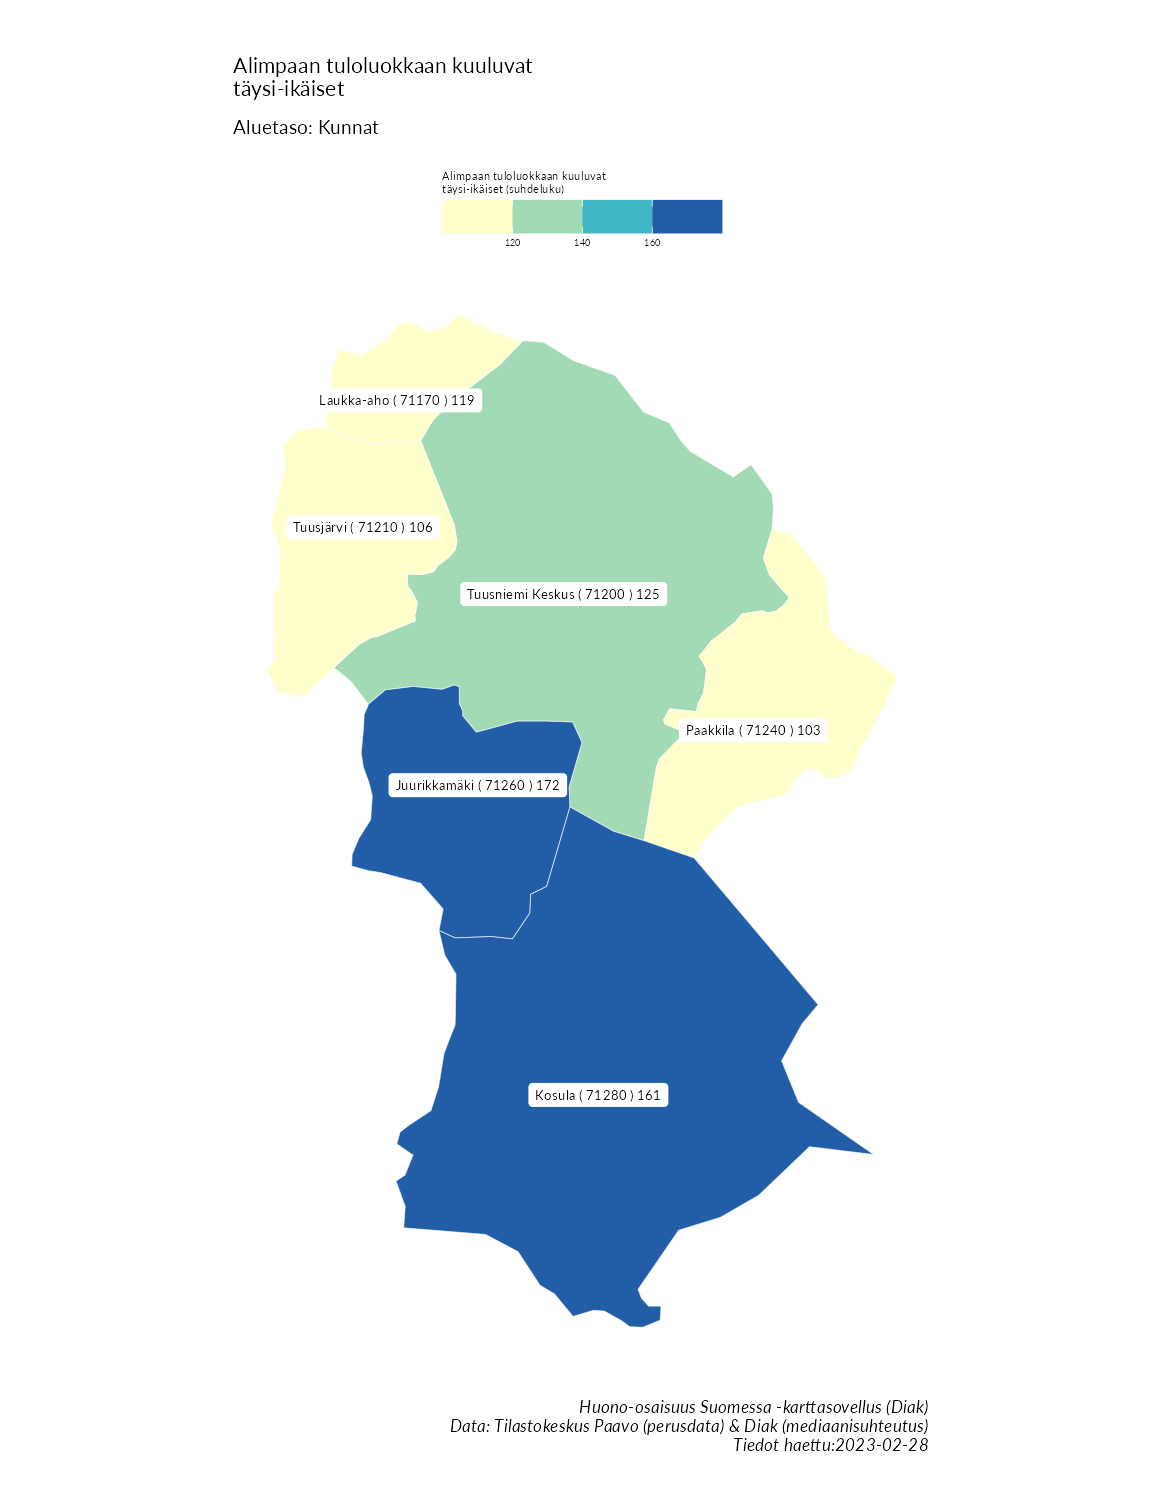 Alimpaan tuloluokkaan kuuluvat
täysi-ikäiset
Aluetaso: Kunnat
Alimpaan tuloluokkaan kuuluvat
täysi-ikäiset (suhdeluku)
120 140 160
Laukka-aho ( 71170 ) 119
Tuusjärvi ( 71210 ) 106
Tuusniemi Keskus ( 71200 ) 125
Paakkila ( 71240 ) 103
Juurikkamäki ( 71260 ) 172
Kosula ( 71280 ) 161
Huono-osaisuus Suomessa -karttasovellus (Diak)
Data: Tilastokeskus Paavo (perusdata) & Diak (mediaanisuhteutus)
Tiedot haettu:2023-02-28